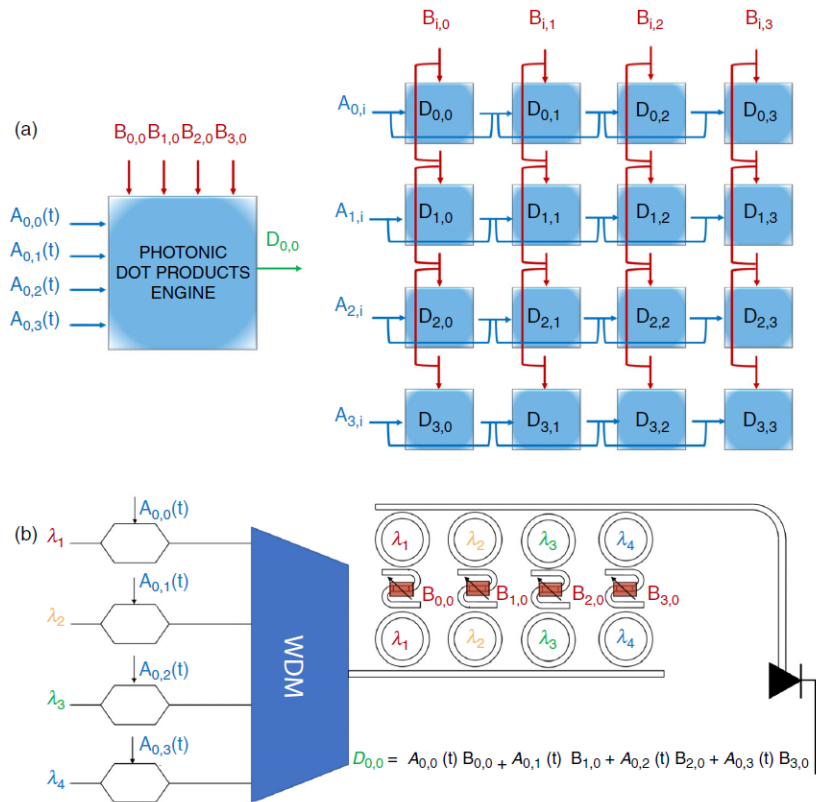 (a)
B0,0 B1,0 B2,0 B3,0
A0,0(t)
A0,1(t)
A0,2(t)
A0,3(t)
PHOTONIC
DOT PRODUCTS
ENGINE
D0,0
Bi,0 Bi,1 Bi,2 Bi,3
A0,i D0,0 D0,1 D0,2 D0,3
A1,i D1,0 D1,1 D1,2 D1,3
A2,i D2,0 D2,1 D2,2 D2,3
A3,i D3,0 D3,1 D3,2 D3,3
(b)
A0,0(t)
λ1
A0,1(t)
λ2
A0,2(t)
λ3
A0,3(t)
λ4
WDM
λ1 λ2 λ3 λ4
B0,0 B1,0 B2,0 B3,0
λ1 λ2 λ3 λ4
D0,0 = A0,0 (t) B0,0 + A0,1 (t) B1,0 + A0,2 (t) B2,0 + A0,3 (t) B3,0